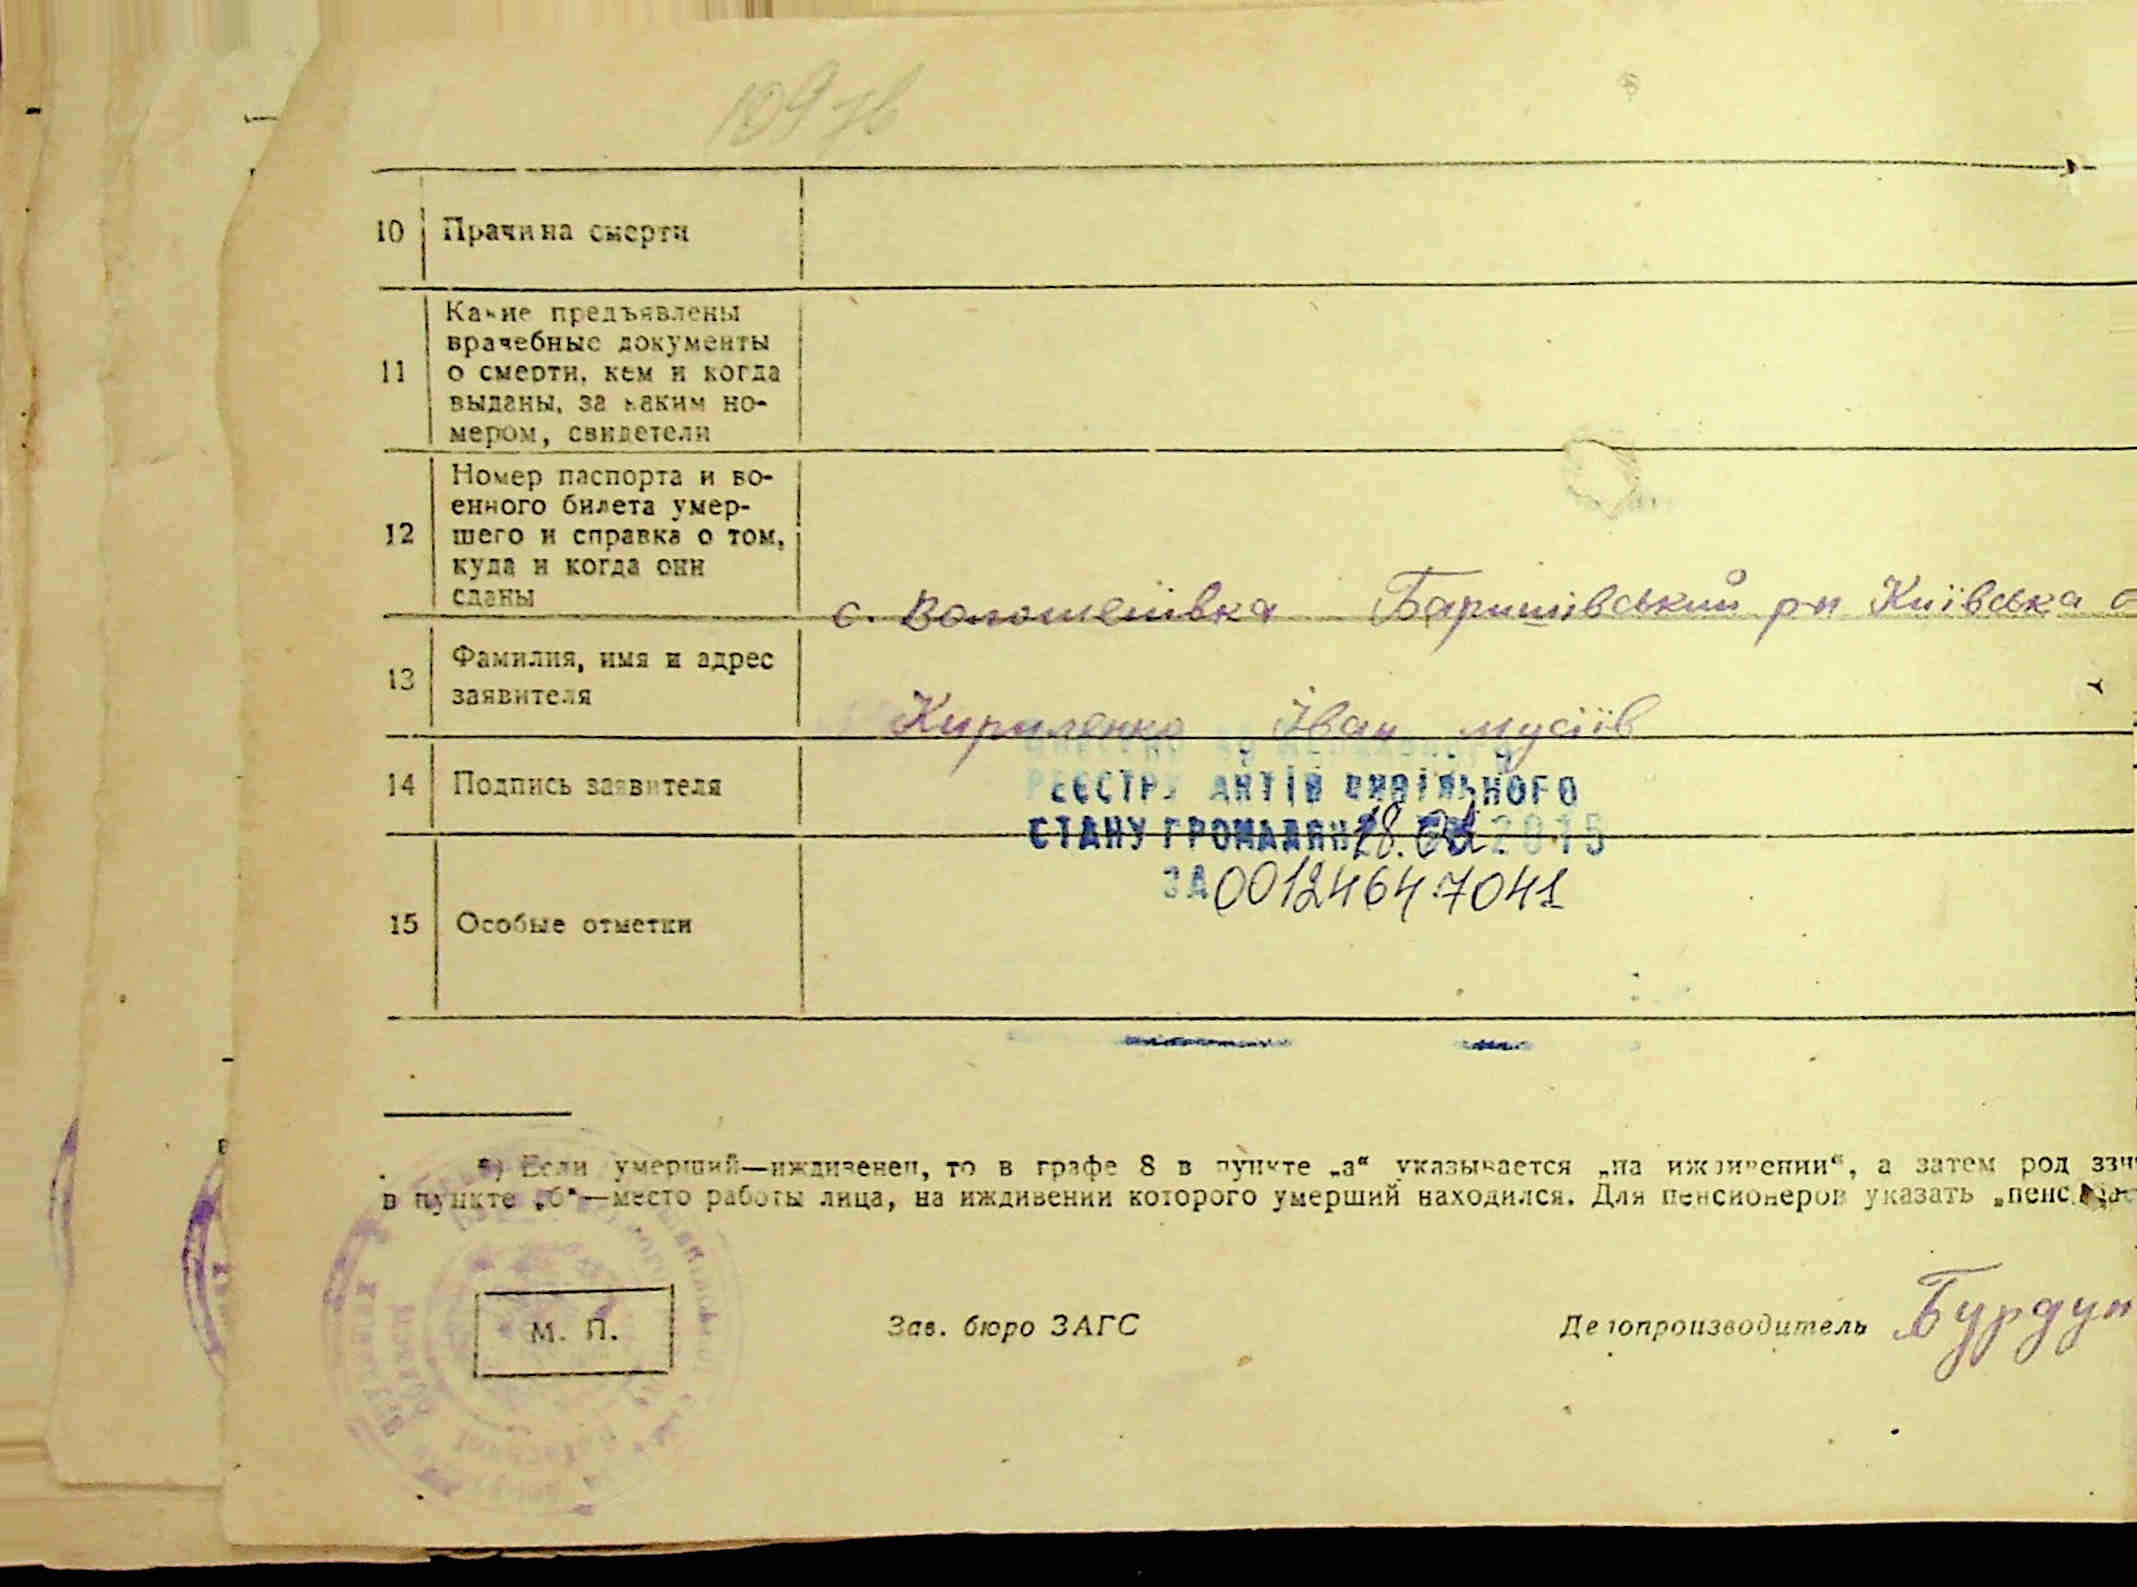 109 зв
10 Причина смерти
11 Какие предъявлены
врачебные документы
о смерти, кем и когда
выданы, за каким но-
мером, свидетели
12 Номер паспорта и во-
енного билета умер-
шего и справка о том,
куда и когда они
сданы
с. Волошенівка Баришівський р-н Київська о
13 Фамилия, имя и адрес
заявителя
Кириленко Іван мусіїв
14 Подпись заявителя
РЕЄСТРУ АКТІВ ЦИВІЛЬНОГО
СТАНУ ГРОМАДЯН 2015
ЗА 00124647041
15 Особые отметки
*) Если умерший—иждивенец, то в графе 8 в пункте „а“ указывается „на иждивении“, а затем род
в пункте „б“—место работы лица, на иждивении которого умерший находился. Для пенсионеров указать
М. П.
Зав. бюро ЗАГС
Делопроизводитель Бурдун